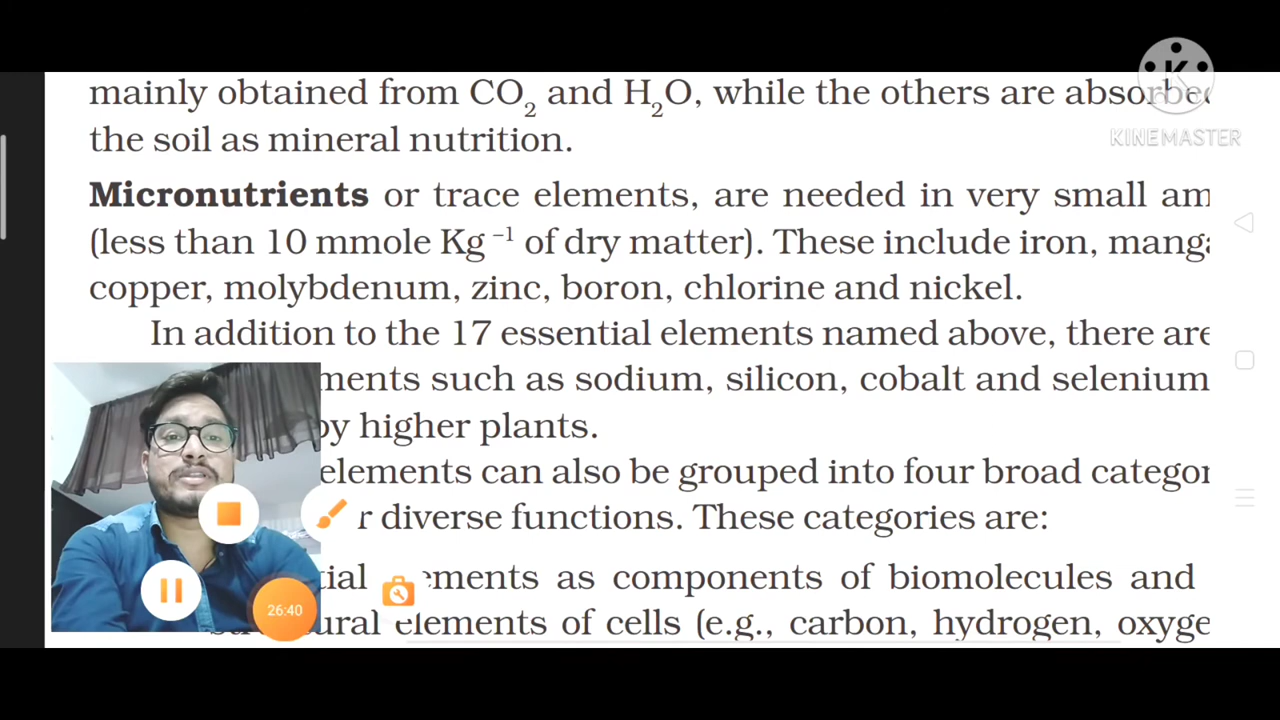 mainly obtained from CO₂ and H₂O, while the others are absorbe
the soil as mineral nutrition.
KINEMASTER
Micronutrients or trace elements, are needed in very small am
(less than 10 mmole Kg ⁻¹ of dry matter). These include iron, manga
copper, molybdenum, zinc, boron, chlorine and nickel.
In addition to the 17 essential elements named above, there are
ments such as sodium, silicon, cobalt and selenium
by higher plants.
elements can also be grouped into four broad categor
r diverse functions. These categories are:
tial ements as components of biomolecules and
ural elements of cells (e.g., carbon, hydrogen, oxyge
26:40